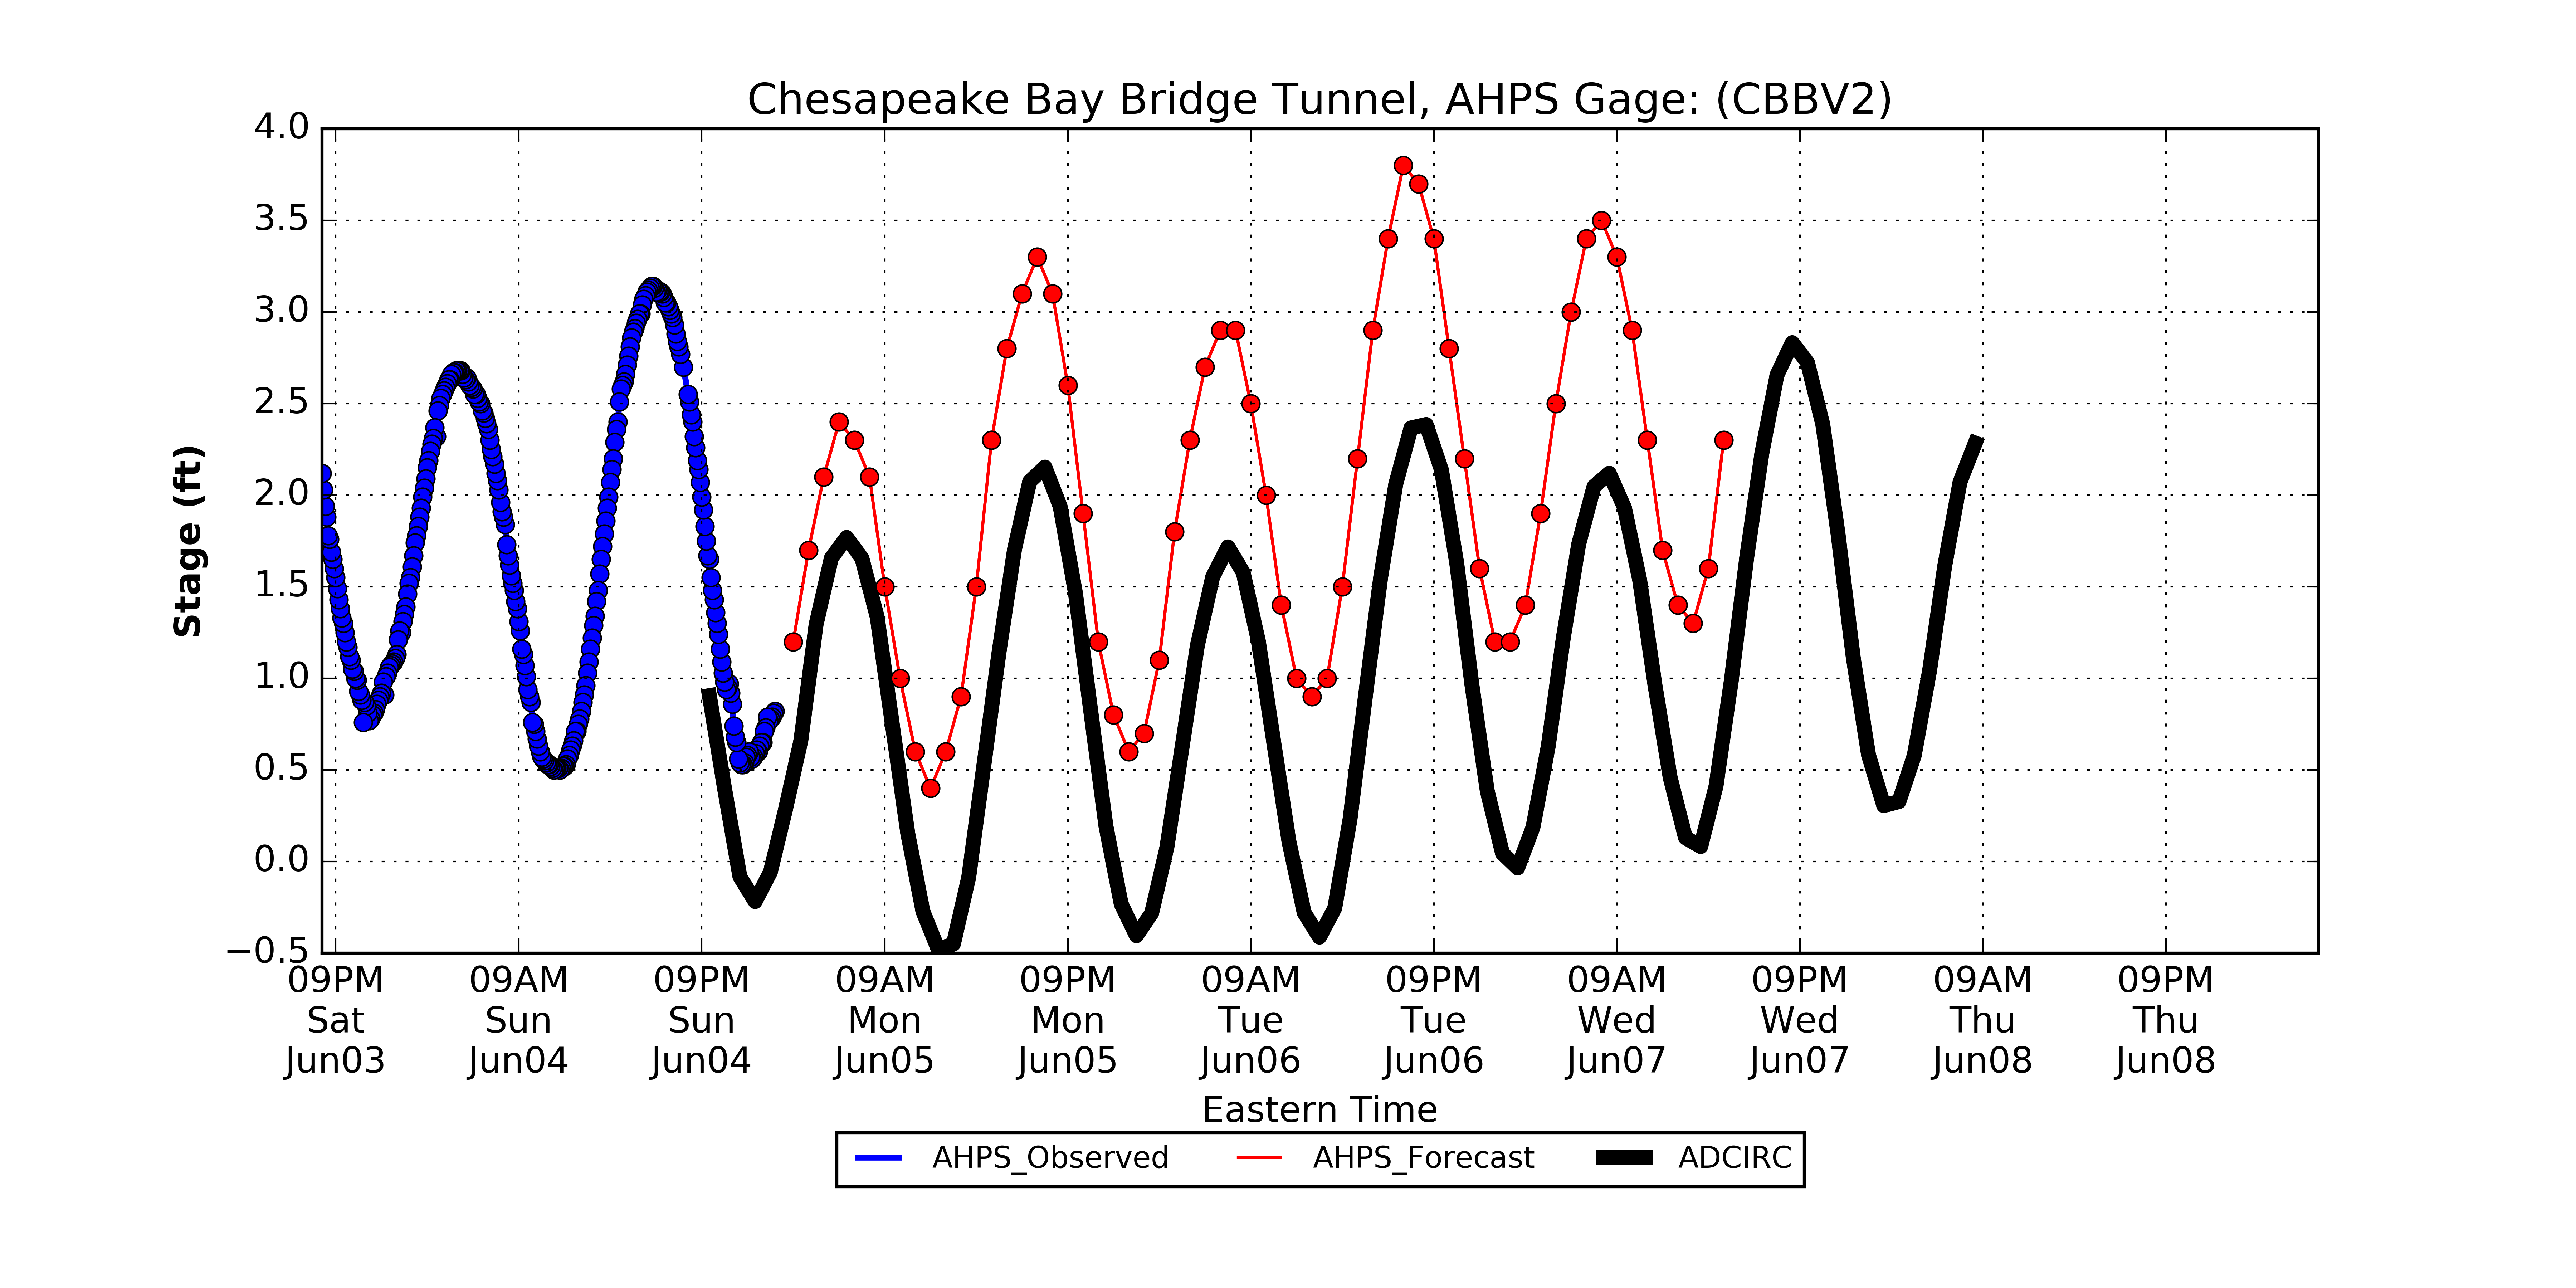 Chesapeake Bay Bridge Tunnel, AHPS Gage: (CBBV2)
Stage (ft)
4.0
3.5
3.0
2.5
2.0
1.5
1.0
0.5
0.0
−0.5
09PM 09AM 09PM 09AM 09PM 09AM 09PM 09AM 09PM 09AM 09PM
Sat Sun Sun Mon Mon Tue Tue Wed Wed Thu Thu
Jun03 Jun04 Jun04 Jun05 Jun05 Jun06 Jun06 Jun07 Jun07 Jun08 Jun08
Eastern Time
AHPS_Observed AHPS_Forecast ADCIRC